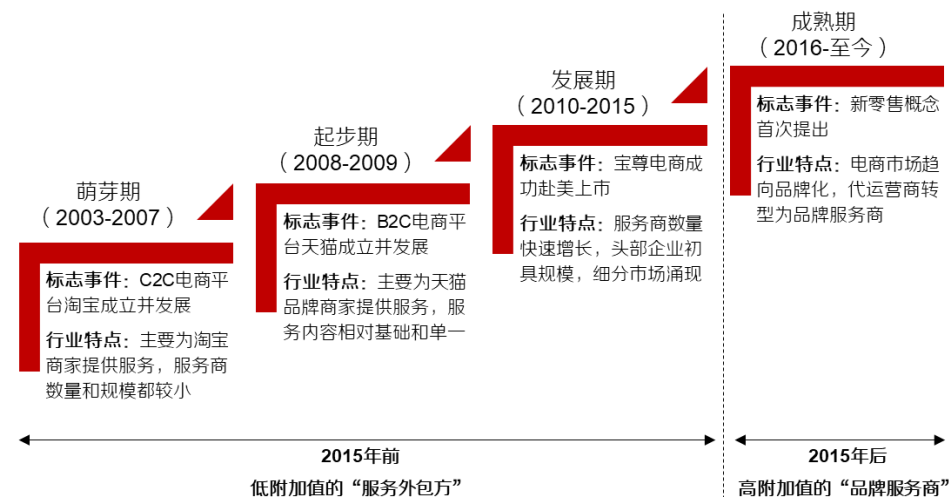 萌芽期
（2003-2007）
标志事件：C2C电商平
台淘宝成立并发展
行业特点：主要为淘宝
商家提供服务，服务商
数量和规模都较小
起步期
（2008-2009）
标志事件：B2C电商平
台天猫成立并发展
行业特点：主要为天猫
品牌商家提供服务，服
务内容相对基础和单一
发展期
（2010-2015）
标志事件：宝尊电商成
功赴美上市
行业特点：服务商数量
快速增长，头部企业初
具规模，细分市场涌现
成熟期
（2016-至今）
标志事件：新零售概念
首次提出
行业特点：电商市场趋
向品牌化，代运营商转
型为品牌服务商
2015年前
低附加值的“服务外包方”
2015年后
高附加值的“品牌服务商”